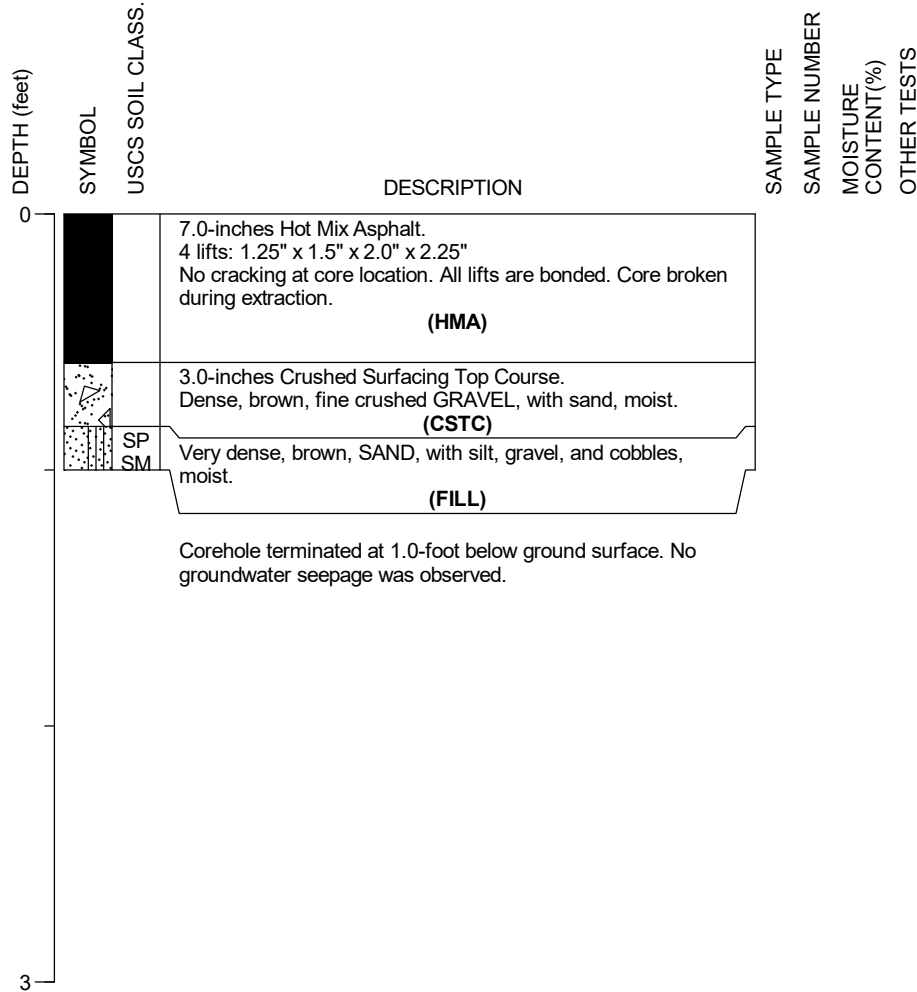 DEPTH (feet)
SYMBOL
USCS SOIL CLASS.
DESCRIPTION
SAMPLE TYPE
SAMPLE NUMBER
MOISTURE
CONTENT(%)
OTHER TESTS
0
7.0-inches Hot Mix Asphalt.
4 lifts: 1.25" x 1.5" x 2.0" x 2.25"
No cracking at core location. All lifts are bonded. Core broken
during extraction.
(HMA)
3.0-inches Crushed Surfacing Top Course.
Dense, brown, fine crushed GRAVEL, with sand, moist.
(CSTC)
SP
SM
Very dense, brown, SAND, with silt, gravel, and cobbles,
moist.
(FILL)
Corehole terminated at 1.0-foot below ground surface. No
groundwater seepage was observed.
3